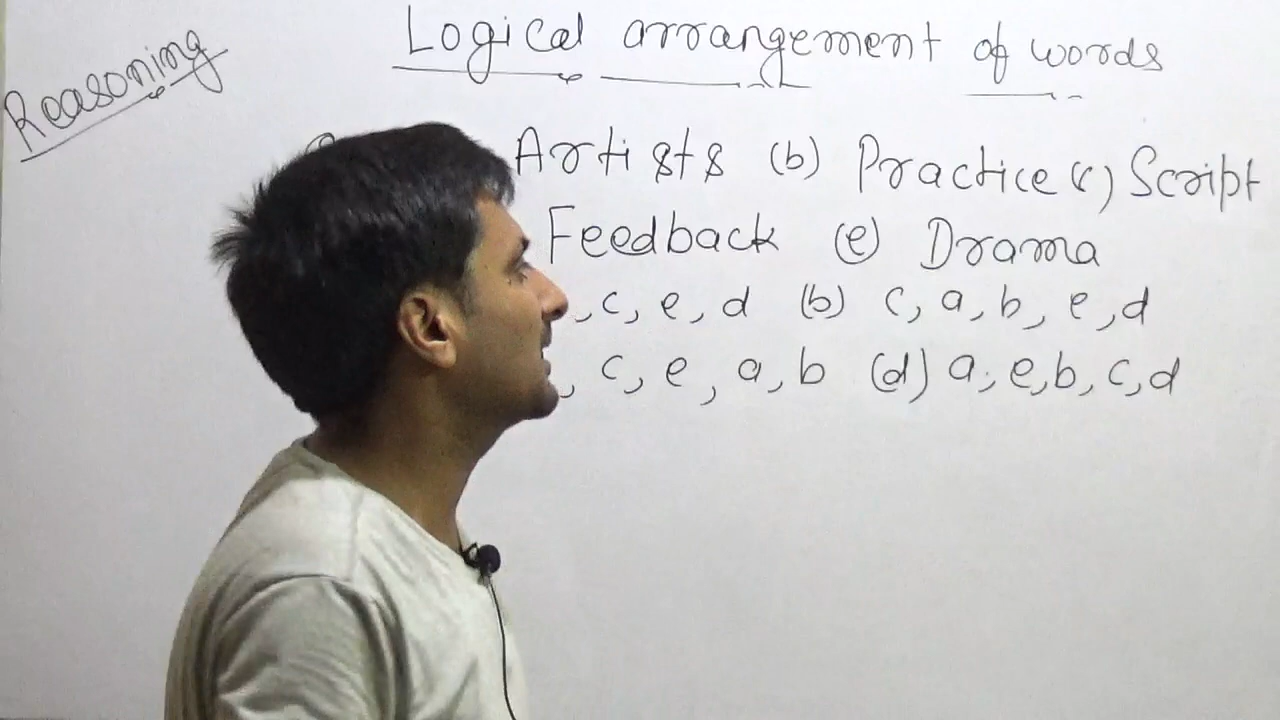 Reasoning
Logical arrangement of words
Artists (b) Practice (c) Script
Feedback (e) Drama
, c, e, d (b) c, a, b, e, d
, c, e, a, b (d) a, e, b, c, d